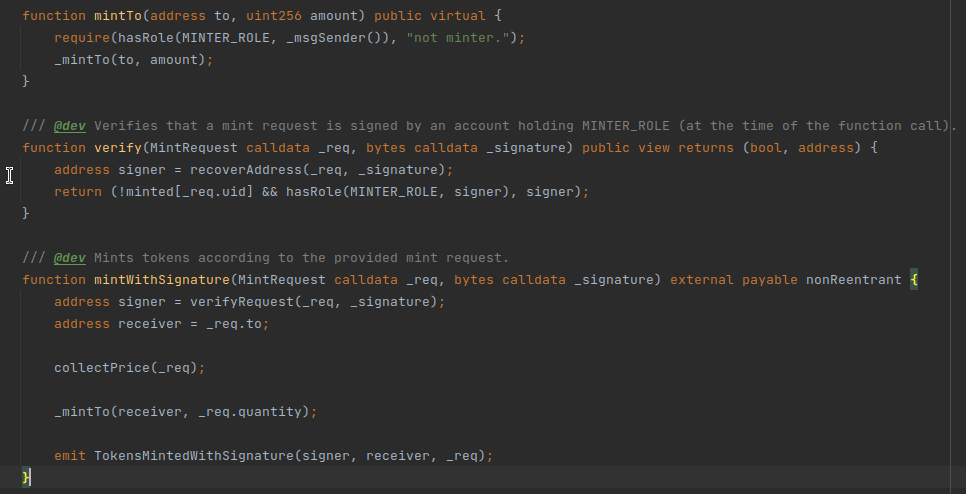 function mintTo(address to, uint256 amount) public virtual {
require(hasRole(MINTER_ROLE, _msgSender()), "not minter.");
_mintTo(to, amount);
}
/// @dev Verifies that a mint request is signed by an account holding MINTER_ROLE (at the time of the function call).
function verify(MintRequest calldata _req, bytes calldata _signature) public view returns (bool, address) {
address signer = recoverAddress(_req, _signature);
return (!minted[_req.uid] && hasRole(MINTER_ROLE, signer), signer);
}
/// @dev Mints tokens according to the provided mint request.
function mintWithSignature(MintRequest calldata _req, bytes calldata _signature) external payable nonReentrant {
address signer = verifyRequest(_req, _signature);
address receiver = _req.to;
collectPrice(_req);
_mintTo(receiver, _req.quantity);
emit TokensMintedWithSignature(signer, receiver, _req);
}